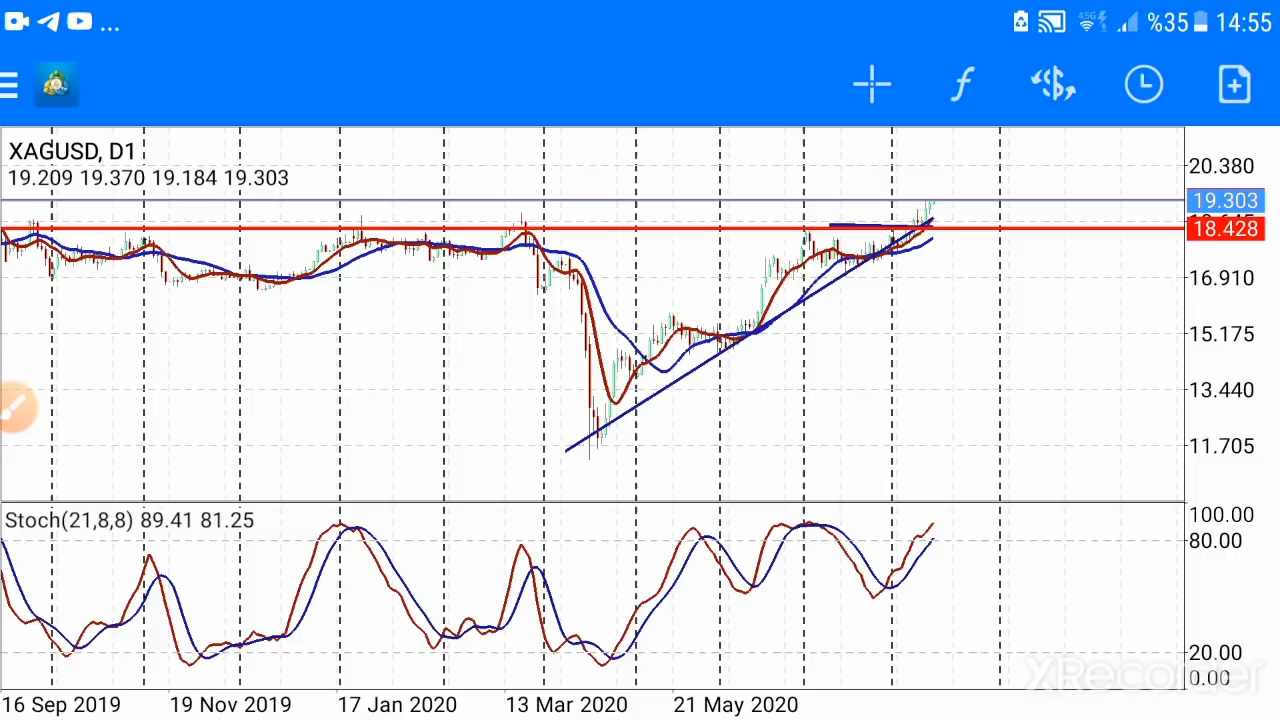 ... %35 14:55
XAGUSD, D1
19.209 19.370 19.184 19.303
20.380
19.303
18.428
16.910
15.175
13.440
11.705
Stoch(21,8,8) 89.41 81.25
100.00
80.00
20.00
0.00
16 Sep 2019 19 Nov 2019 17 Jan 2020 13 Mar 2020 21 May 2020
XRecorder